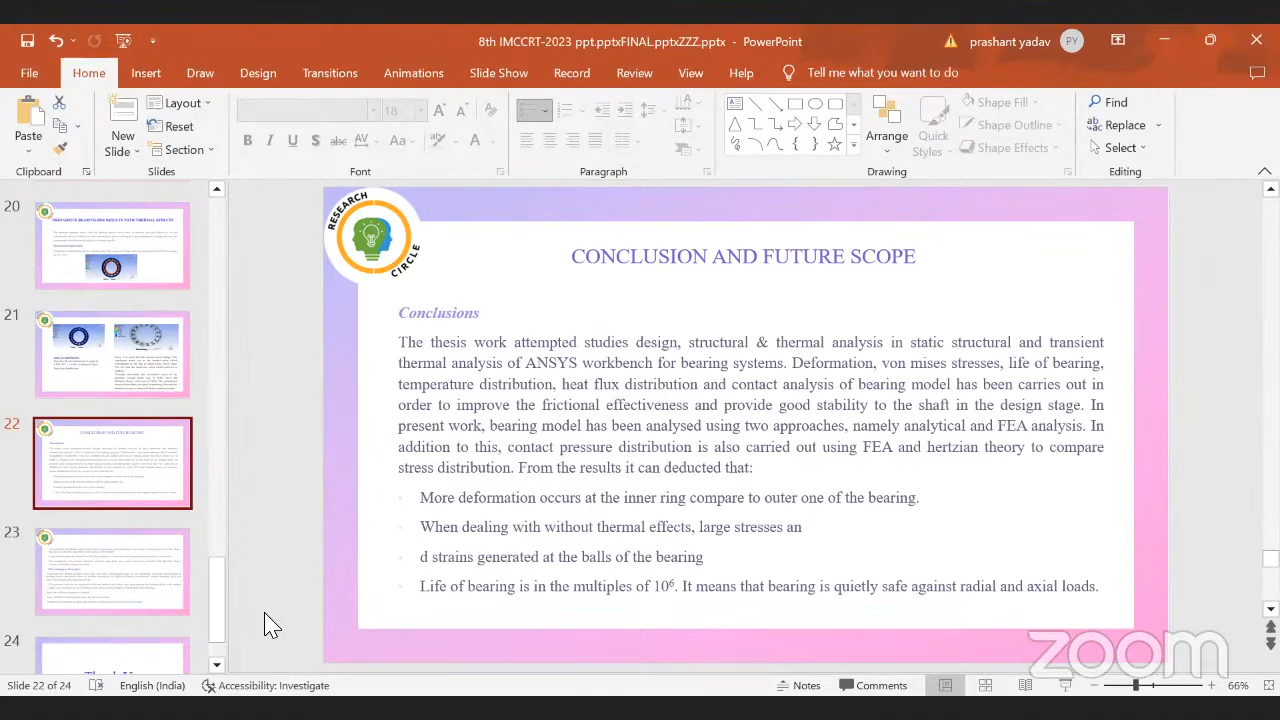 8th IMCCRT-2023 ppt.pptxFINAL.pptxZZZ.pptx - PowerPoint
prashant yadav PY
File Home Insert Draw Design Transitions Animations Slide Show Record Review View Help Tell me what you want to do
Paste
Clipboard
New
Slide
Layout
Reset
Section
Slides
18
B I U S abc AV Aa A
Font
Paragraph
Arrange
Quick
Styles
Shape Fill
Shape Outline
Shape Effects
Drawing
Find
Replace
Select
Editing
20
21
22
CONCLUSION AND FUTURE SCOPE
23
24
RESEARCH
CIRCLE
CONCLUSION AND FUTURE SCOPE
Conclusions
The thesis work attempted studies design, structural & thermal analysis in static structural and transient
thermal analysis of ANSYS workbench for bearing systems.
stresses of the bearing,
temperature distribution, heat flux distribution and contact analysis of bearing model has been carries out in
order to improve the frictional effectiveness and provide good stability to the shaft in the design stage. In
present work, bearing model has been analysed using two approaches, namely analytical and FEA analysis. In
addition to that contact pressure distribution is also carried out using FEA and hertzian theory to compare
stress distribution. From the results it can deducted that:
More deformation occurs at the inner ring compare to outer one of the bearing.
When dealing with without thermal effects, large stresses an
d strains generated at the balls of the bearing
Life of bearing is in the multiples of 10⁶. It means bearing is quietly safe against radial and axial loads.
zoom
Slide 22 of 24 English (India) Accessibility: Investigate Notes Comments 66%